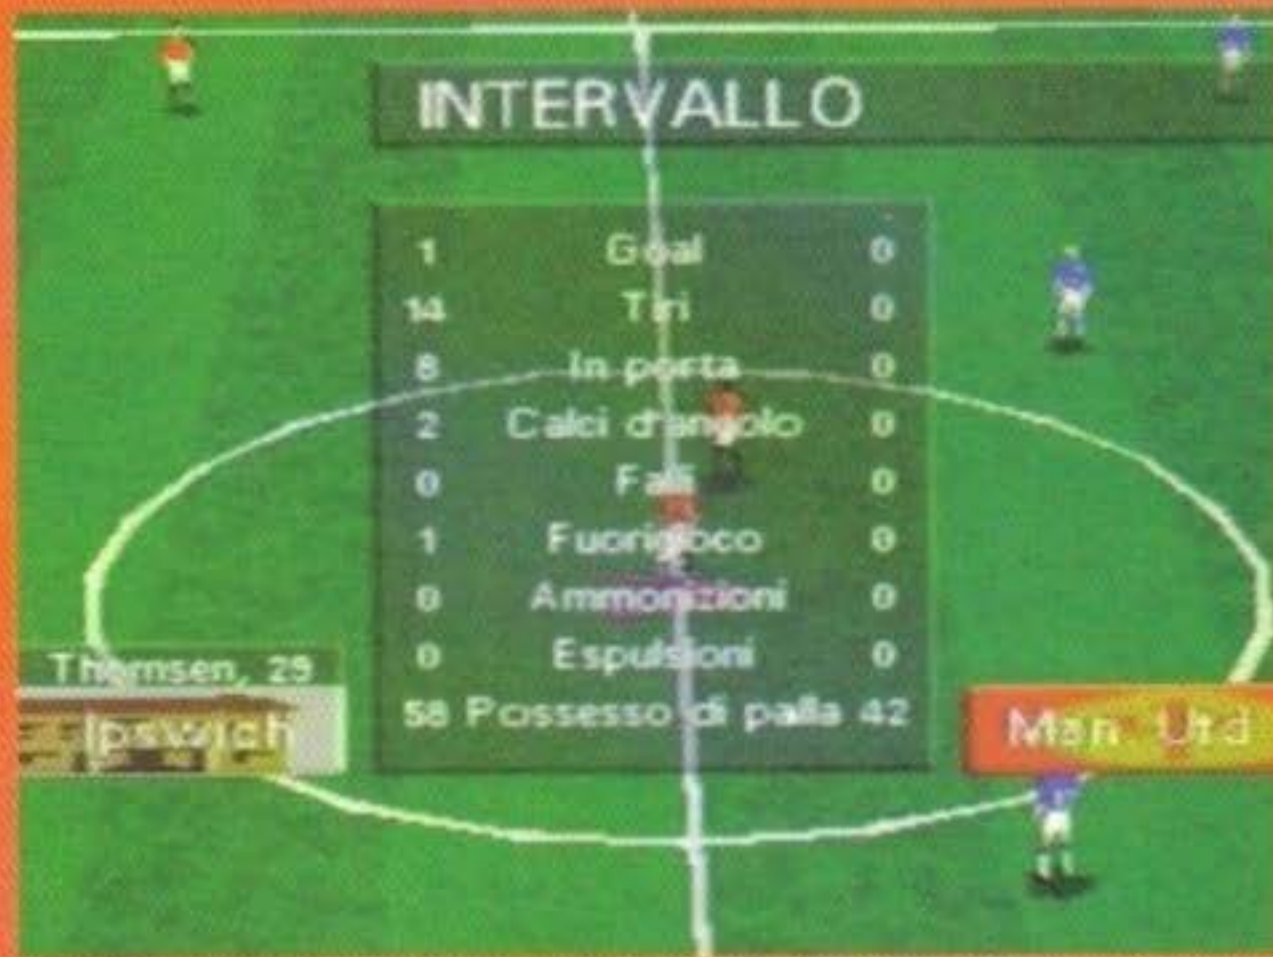 INTERVALLO
1 Goal 0
14 Tiri 0
8 In porta 0
2 Calci d'angolo 0
0 Falli 0
1 Fuorigioco 0
0 Ammonizioni 0
0 Espulsioni 0
58 Possesso di palla 42
Thomsen, 29
Ipswich
Man Utd